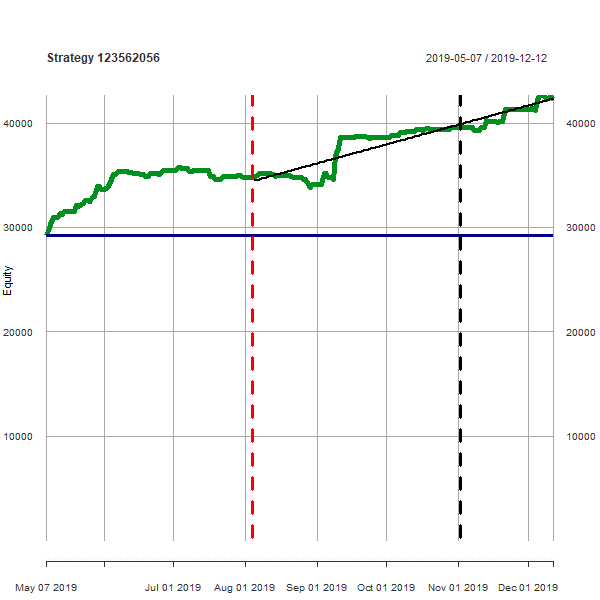 Strategy 123562056
2019-05-07 / 2019-12-12
40000
40000
30000
30000
Equity
20000
20000
10000
10000
May 07 2019
Jul 01 2019
Aug 01 2019
Sep 01 2019
Oct 01 2019
Nov 01 2019
Dec 01 2019